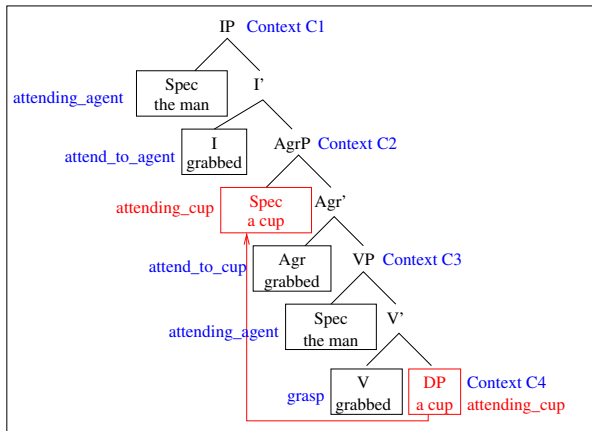 IP Context C1
Spec I'
attending_agent the man
I AgrP Context C2
attend_to_agent grabbed
Spec Agr'
attending_cup a cup
Agr VP Context C3
attend_to_cup grabbed
Spec V'
attending_agent the man
V DP Context C4
grasp grabbed a cup attending_cup